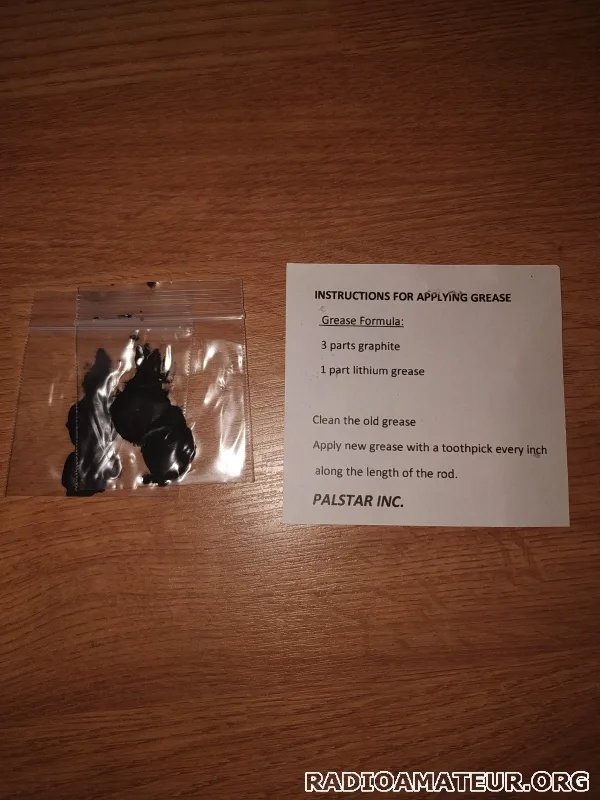 INSTRUCTIONS FOR APPLYING GREASE
Grease Formula:
3 parts graphite
1 part lithium grease
Clean the old grease
Apply new grease with a toothpick every inch
along the length of the rod.
PALSTAR INC.
RADIOAMATEUR.ORG